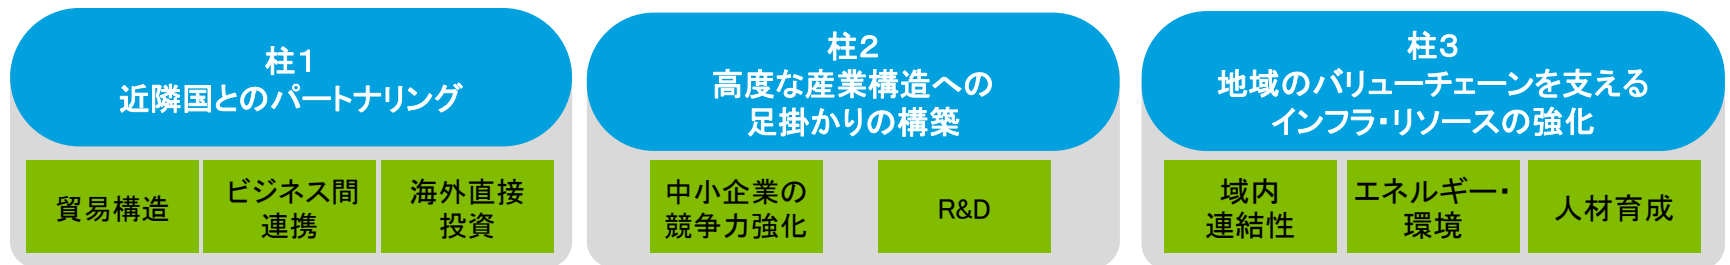 柱１
近隣国とのパートナリング
貿易構造
ビジネス間
連携
海外直接
投資
柱２
高度な産業構造への
足掛かりの構築
中小企業の
競争力強化
R&D
柱３
地域のバリューチェーンを支える
インフラ・リソースの強化
域内
連結性
エネルギー・
環境
人材育成